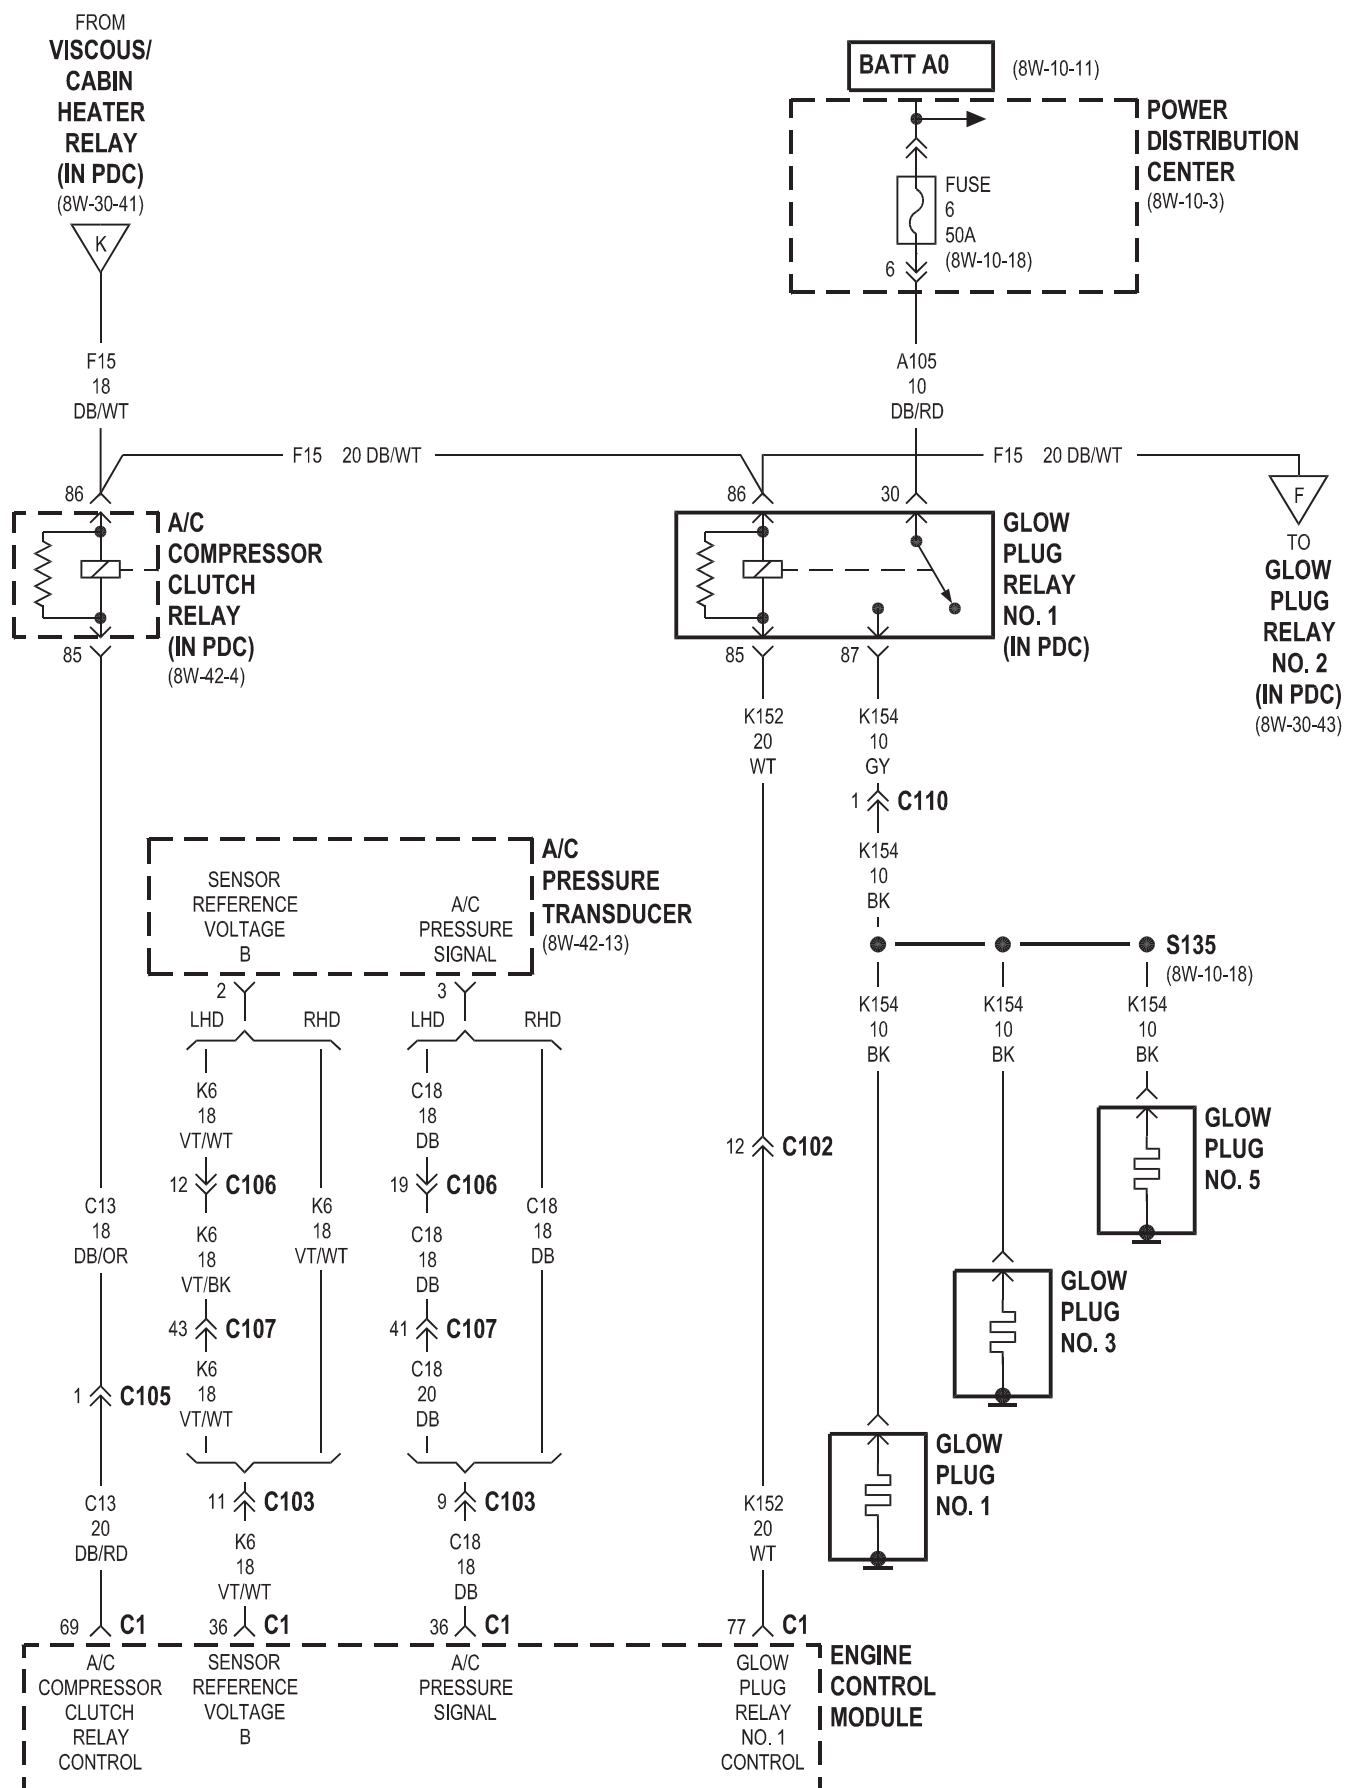 FROM
VISCOUS/
CABIN
HEATER
RELAY
(IN PDC)
(8W-30-41)
K
F15
18
DB/WT
BATT A0
(8W-10-11)
POWER
DISTRIBUTION
CENTER
(8W-10-3)
FUSE
6
50A
(8W-10-18)
6
A105
10
DB/RD
F15 20 DB/WT
F15 20 DB/WT
86
A/C
COMPRESSOR
CLUTCH
RELAY
(IN PDC)
(8W-42-4)
85
86
30
GLOW
PLUG
RELAY
NO. 1
(IN PDC)
85
87
F
TO
GLOW
PLUG
RELAY
NO. 2
(IN PDC)
(8W-30-43)
K152
20
WT
K154
10
GY
1 C110
K154
10
BK
S135
(8W-10-18)
K154
10
BK
K154
10
BK
K154
10
BK
A/C
PRESSURE
TRANSDUCER
(8W-42-13)
SENSOR
REFERENCE
VOLTAGE
B
A/C
PRESSURE
SIGNAL
2
3
LHD
RHD
LHD
RHD
K6
18
VT/WT
C18
18
DB
12 C106
19 C106
12 C102
C13
18
DB/OR
K6
18
VT/BK
K6
18
VT/WT
C18
18
DB
C18
18
DB
43 C107
41 C107
K6
18
VT/WT
C18
20
DB
1 C105
GLOW
PLUG
NO. 5
GLOW
PLUG
NO. 3
GLOW
PLUG
NO. 1
11 C103
9 C103
C13
20
DB/RD
K6
18
VT/WT
C18
18
DB
K152
20
WT
69 C1
36 C1
36 C1
77 C1
A/C
COMPRESSOR
CLUTCH
RELAY
CONTROL
SENSOR
REFERENCE
VOLTAGE
B
A/C
PRESSURE
SIGNAL
GLOW
PLUG
RELAY
NO. 1
CONTROL
ENGINE
CONTROL
MODULE